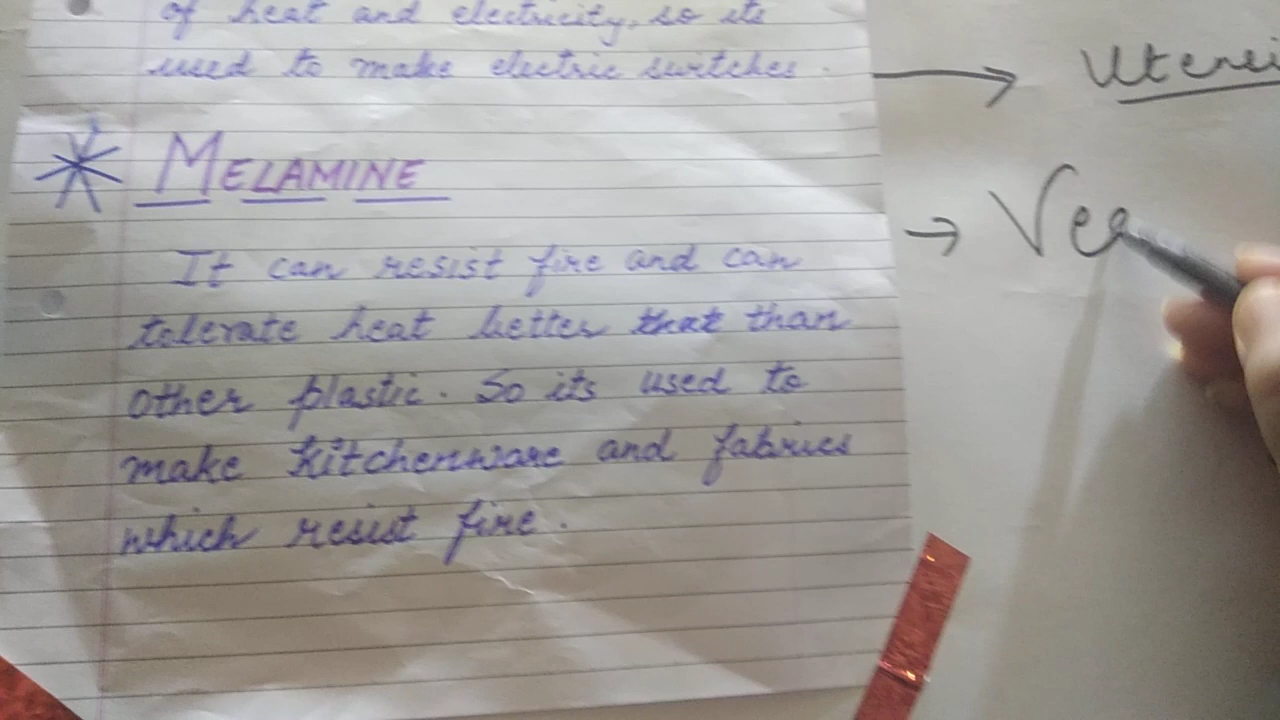 of heat and electricity, so its
used to make electric switches.
Utensi
MELAMINE
It can resist fire and can
tolerate heat better that than
other plastic. So its used to
make kitchenware and fabrics
which resist fire.